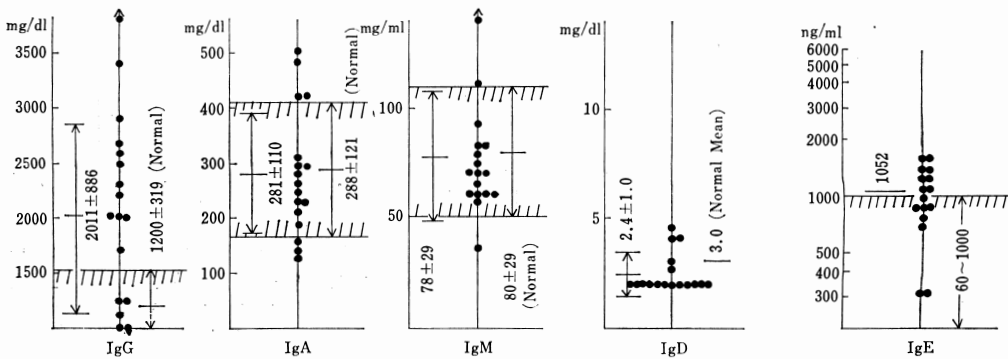 mg/dl
3500
3000
2500
2000
1500
2011±886
1200±319 (Normal)
IgG
mg/dl
500
400
300
200
100
281±110
288±121
(Normal)
IgA
mg/ml
100
50
78±29
80±29
(Normal)
IgM
mg/dl
10
5
2.4±1.0
3.0 (Normal Mean)
IgD
ng/ml
6000
5000
4000
3000
2000
1000
500
400
300
1052
60~1000
IgE